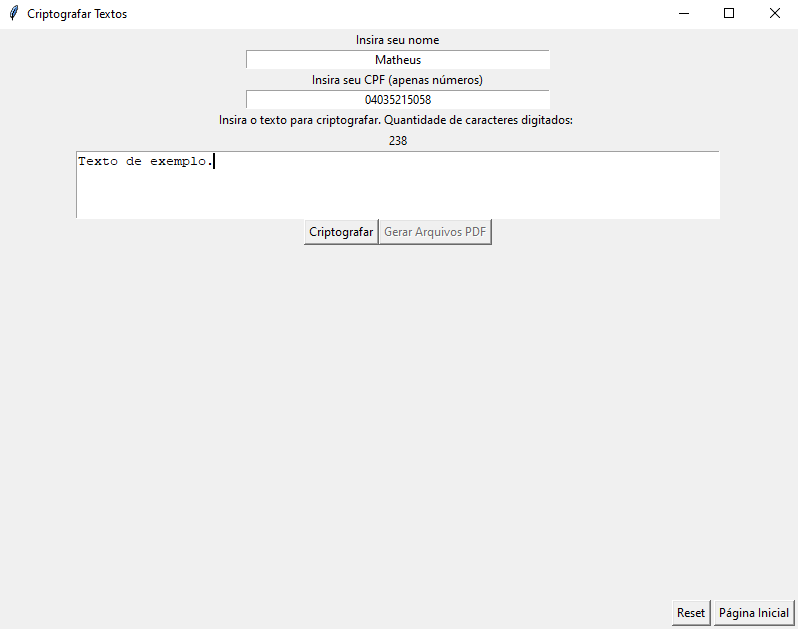 Criptografar Textos
Insira seu nome
Matheus
Insira seu CPF (apenas números)
04035215058
Insira o texto para criptografar. Quantidade de caracteres digitados:
238
Texto de exemplo.
Criptografar Gerar Arquivos PDF
Reset Página Inicial